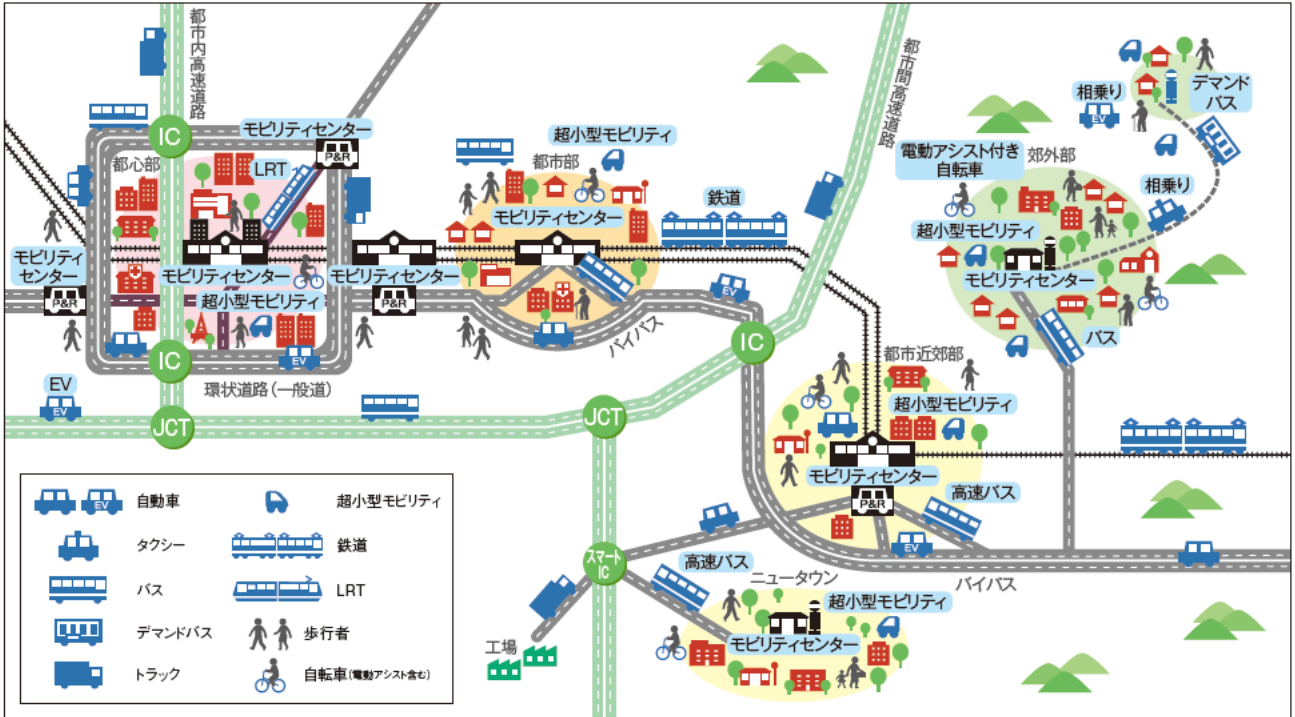 都市内高速道路
IC
モビリティセンター
P&R
都心部
LRT
モビリティ
センター
P&R
モビリティセンター
超小型モビリティ
IC
EV
環状道路(一般道)
EV
EV
JCT
モビリティセンター
P&R
超小型モビリティ
都市部
モビリティセンター
鉄道
EV
バイパス
都市間高速道路
IC
JCT
相乗り
EV
デマンド
バス
電動アシスト付き
自転車
郊外部
相乗り
超小型モビリティ
モビリティセンター
バス
都市近郊部
超小型モビリティ
モビリティセンター
P&R
高速バス
EV
バイパス
スマート
IC
高速バス
ニュータウン
超小型モビリティ
モビリティセンター
工場
EV
自動車
超小型モビリティ
タクシー
鉄道
バス
LRT
デマンドバス
歩行者
トラック
自転車(電動アシスト含む)